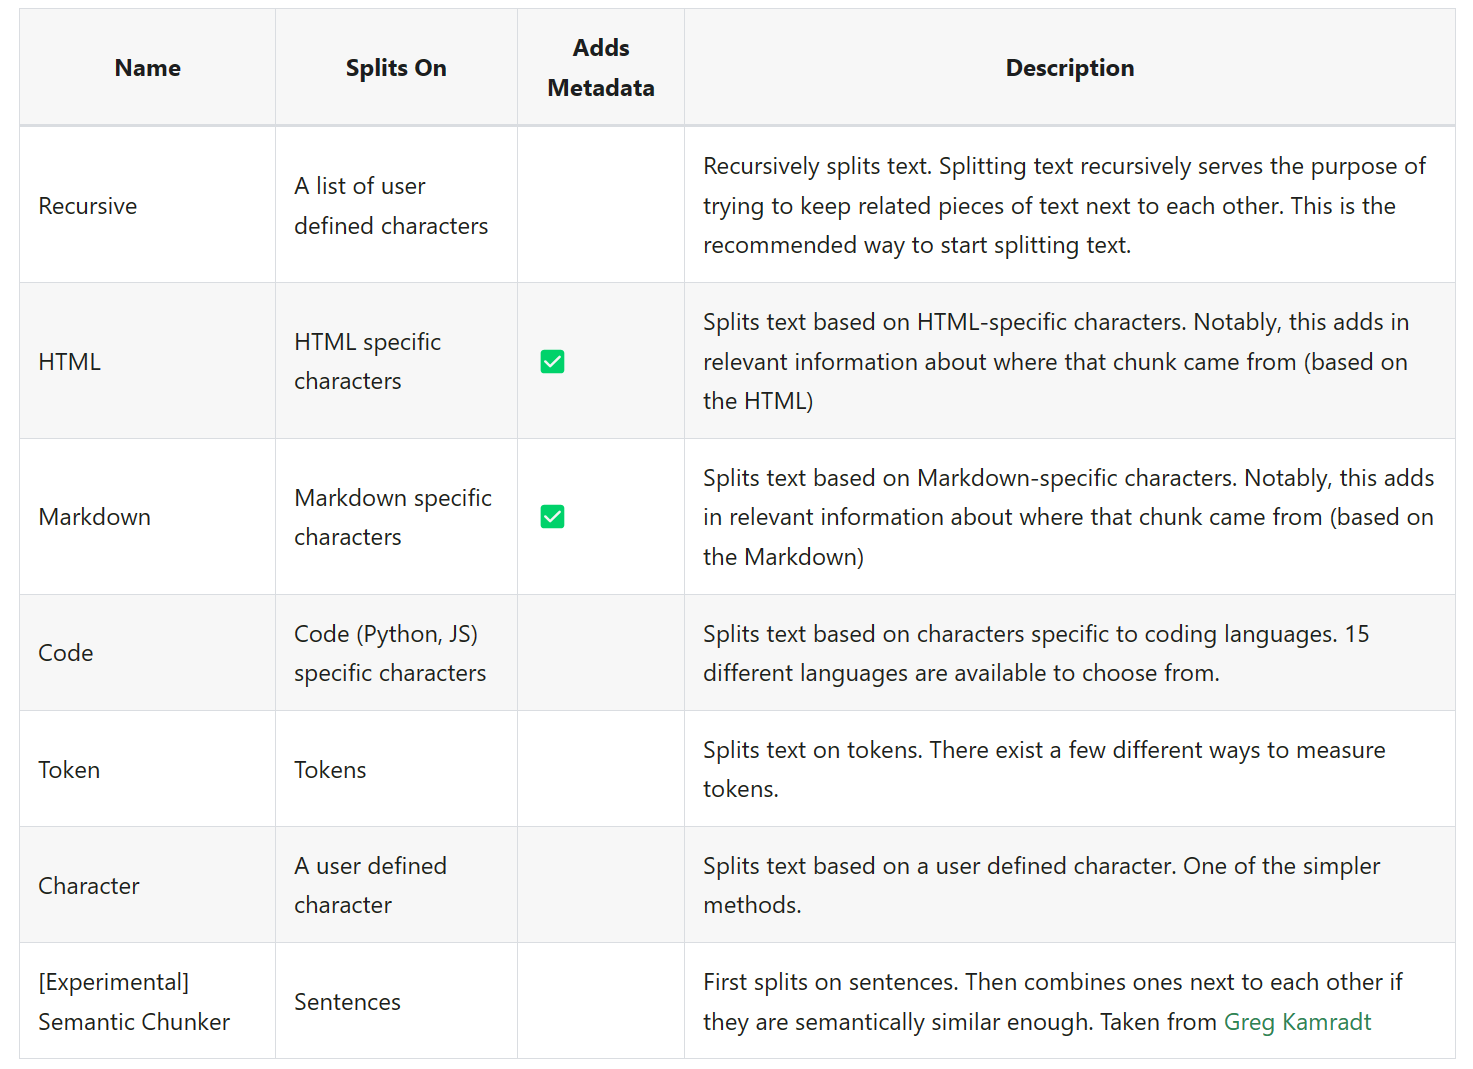 Name
Splits On
Adds
Metadata
Description
Recursive
A list of user
defined characters
Recursively splits text. Splitting text recursively serves the purpose of
trying to keep related pieces of text next to each other. This is the
recommended way to start splitting text.
HTML
HTML specific
characters
Splits text based on HTML-specific characters. Notably, this adds in
relevant information about where that chunk came from (based on
the HTML)
Markdown
Markdown specific
characters
Splits text based on Markdown-specific characters. Notably, this adds
in relevant information about where that chunk came from (based on
the Markdown)
Code
Code (Python, JS)
specific characters
Splits text based on characters specific to coding languages. 15
different languages are available to choose from.
Token
Tokens
Splits text on tokens. There exist a few different ways to measure
tokens.
Character
A user defined
character
Splits text based on a user defined character. One of the simpler
methods.
[Experimental]
Semantic Chunker
Sentences
First splits on sentences. Then combines ones next to each other if
they are semantically similar enough. Taken from Greg Kamradt